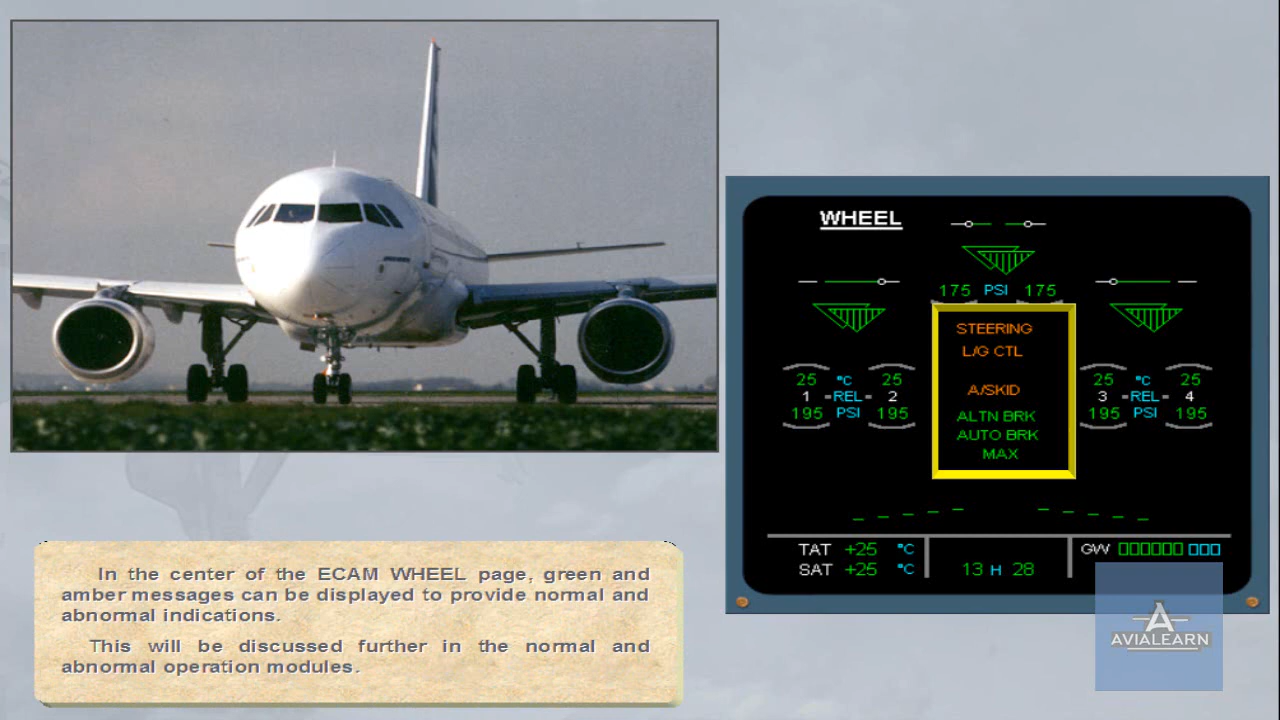 WHEEL
175 PSI 175
STEERING
L/G CTL
A/SKID
ALTN BRK
AUTO BRK
MAX
25 °C 25
1 REL 2
195 PSI 195
25 °C 25
3 REL 4
195 PSI 195
TAT +25 °C
SAT +25 °C
13 H 28
GW
In the center of the ECAM WHEEL page, green and
amber messages can be displayed to provide normal and
abnormal indications.
This will be discussed further in the normal and
abnormal operation modules.
AVIALEARN